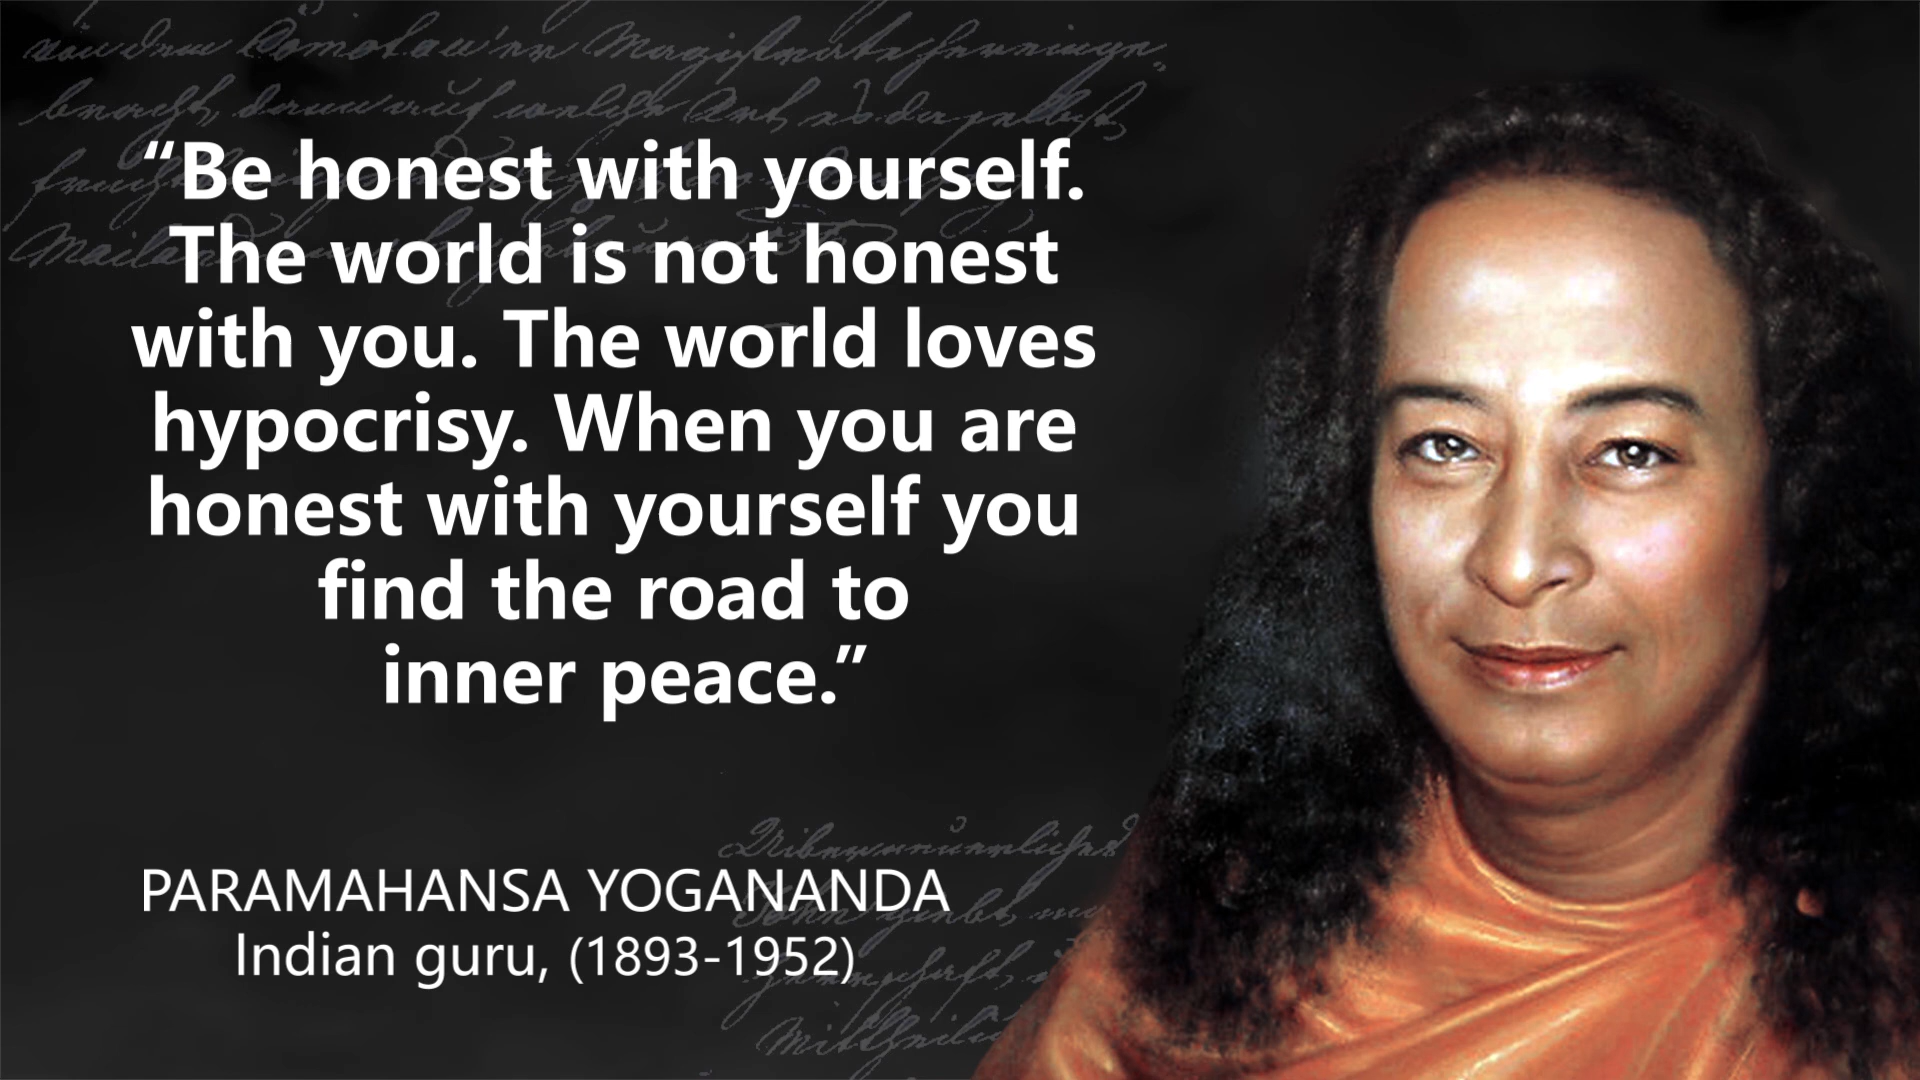 “Be honest with yourself.
The world is not honest
with you. The world loves
hypocrisy. When you are
honest with yourself you
find the road to
inner peace.”
PARAMAHANSA YOGANANDA
Indian guru, (1893-1952)